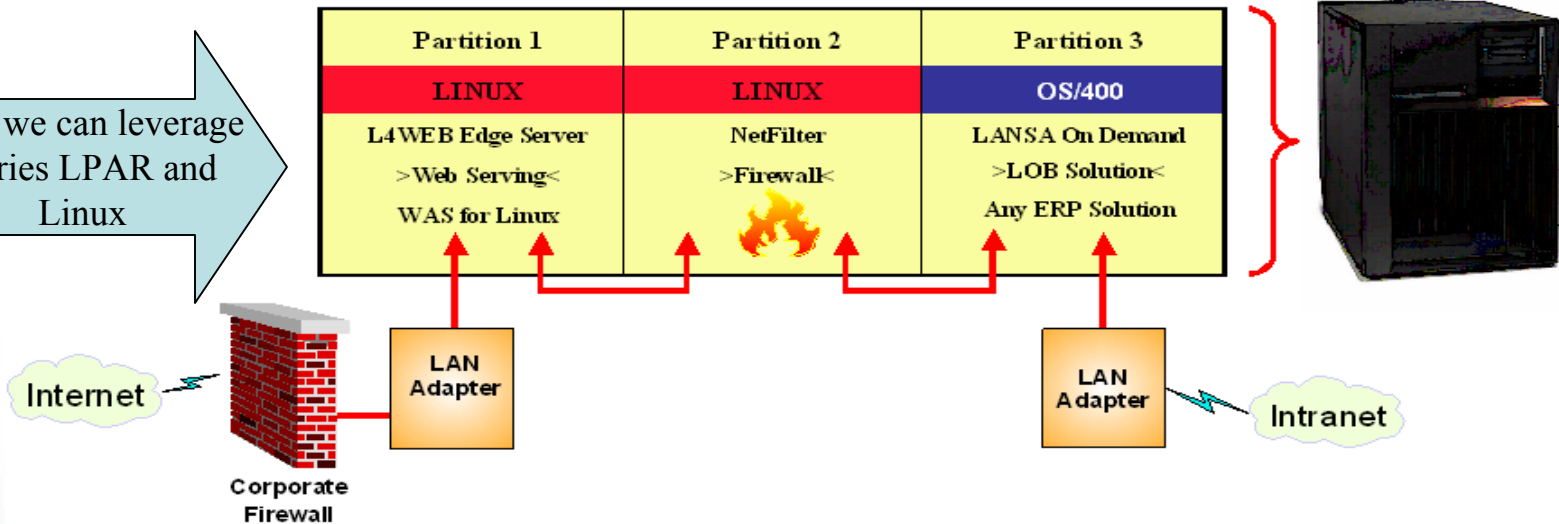 we can leverage
LPAR and
Linux
Partition 1
LINUX
L4WEB Edge Server
>Web Serving<
WAS for Linux
Partition 2
LINUX
NetFilter
>Firewall<
Partition 3
OS/400
LANSA On Demand
>LOB Solution<
Any ERP Solution
Internet
Corporate
Firewall
LAN
Adapter
LAN
Adapter
Intranet